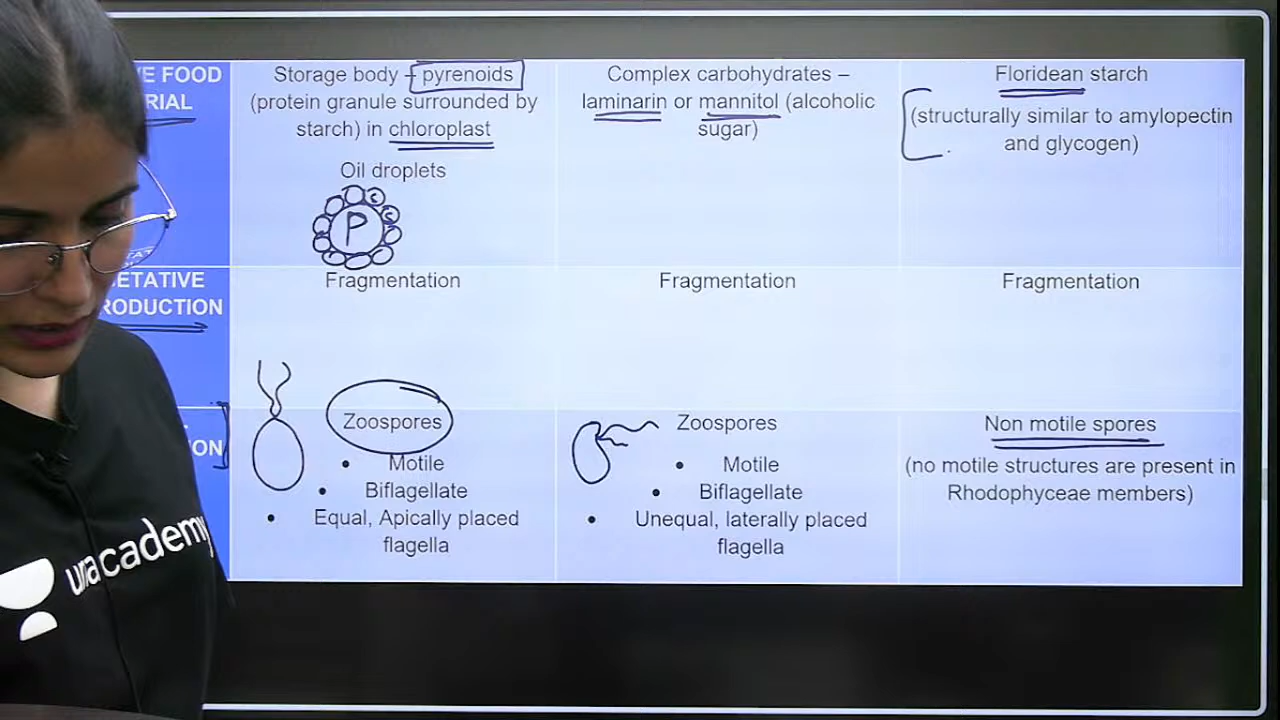 VE FOOD
RIAL
Storage body – pyrenoids
(protein granule surrounded by
starch) in chloroplast
Oil droplets
P
Complex carbohydrates –
laminarin or mannitol (alcoholic
sugar)
Floridean starch
(structurally similar to amylopectin
and glycogen)
ETATIVE
RODUCTION
Fragmentation
Fragmentation
Fragmentation
ON
Zoospores
• Motile
• Biflagellate
• Equal, Apically placed
flagella
Zoospores
• Motile
• Biflagellate
• Unequal, laterally placed
flagella
Non motile spores
(no motile structures are present in
Rhodophyceae members)
unacademy